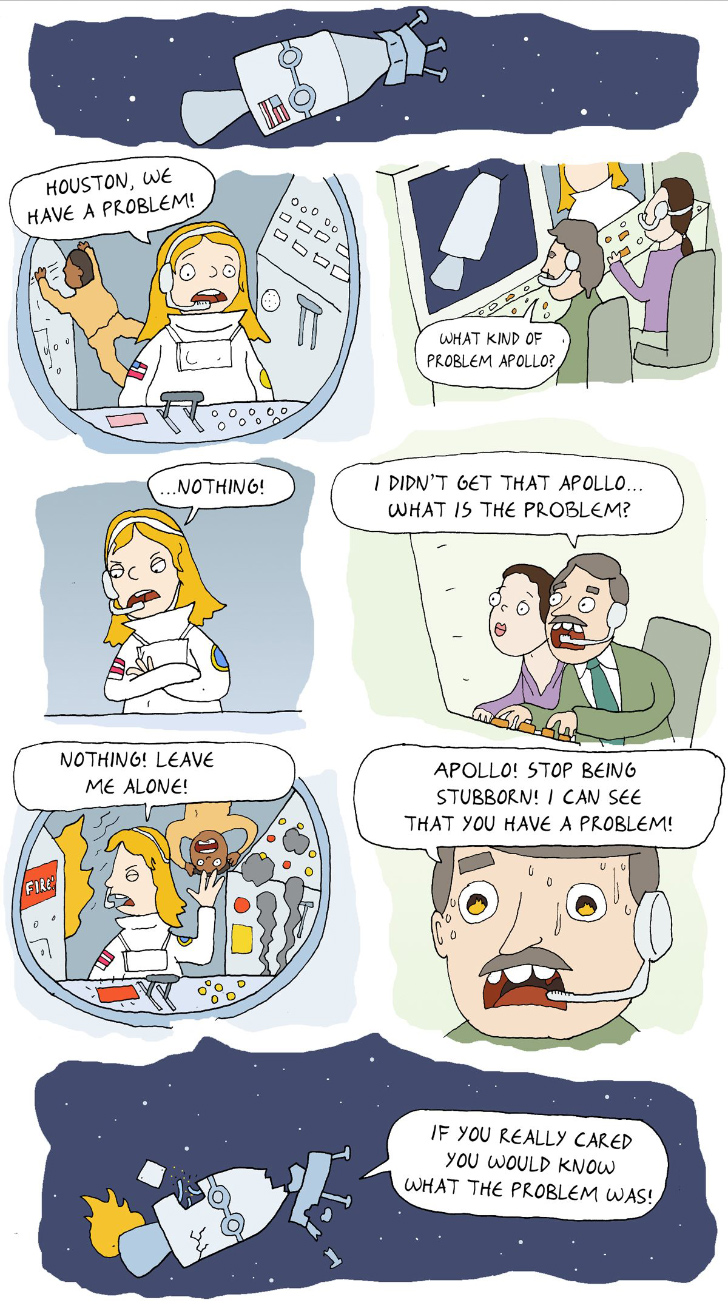 HOUSTON, WE
HAVE A PROBLEM!
WHAT KIND OF
PROBLEM APOLLO?
...NOTHING!
I DIDN'T GET THAT APOLLO...
WHAT IS THE PROBLEM?
NOTHING! LEAVE
ME ALONE!
FIRE!
APOLLO! STOP BEING
STUBBORN! I CAN SEE
THAT YOU HAVE A PROBLEM!
IF YOU REALLY CARED
YOU WOULD KNOW
WHAT THE PROBLEM WAS!